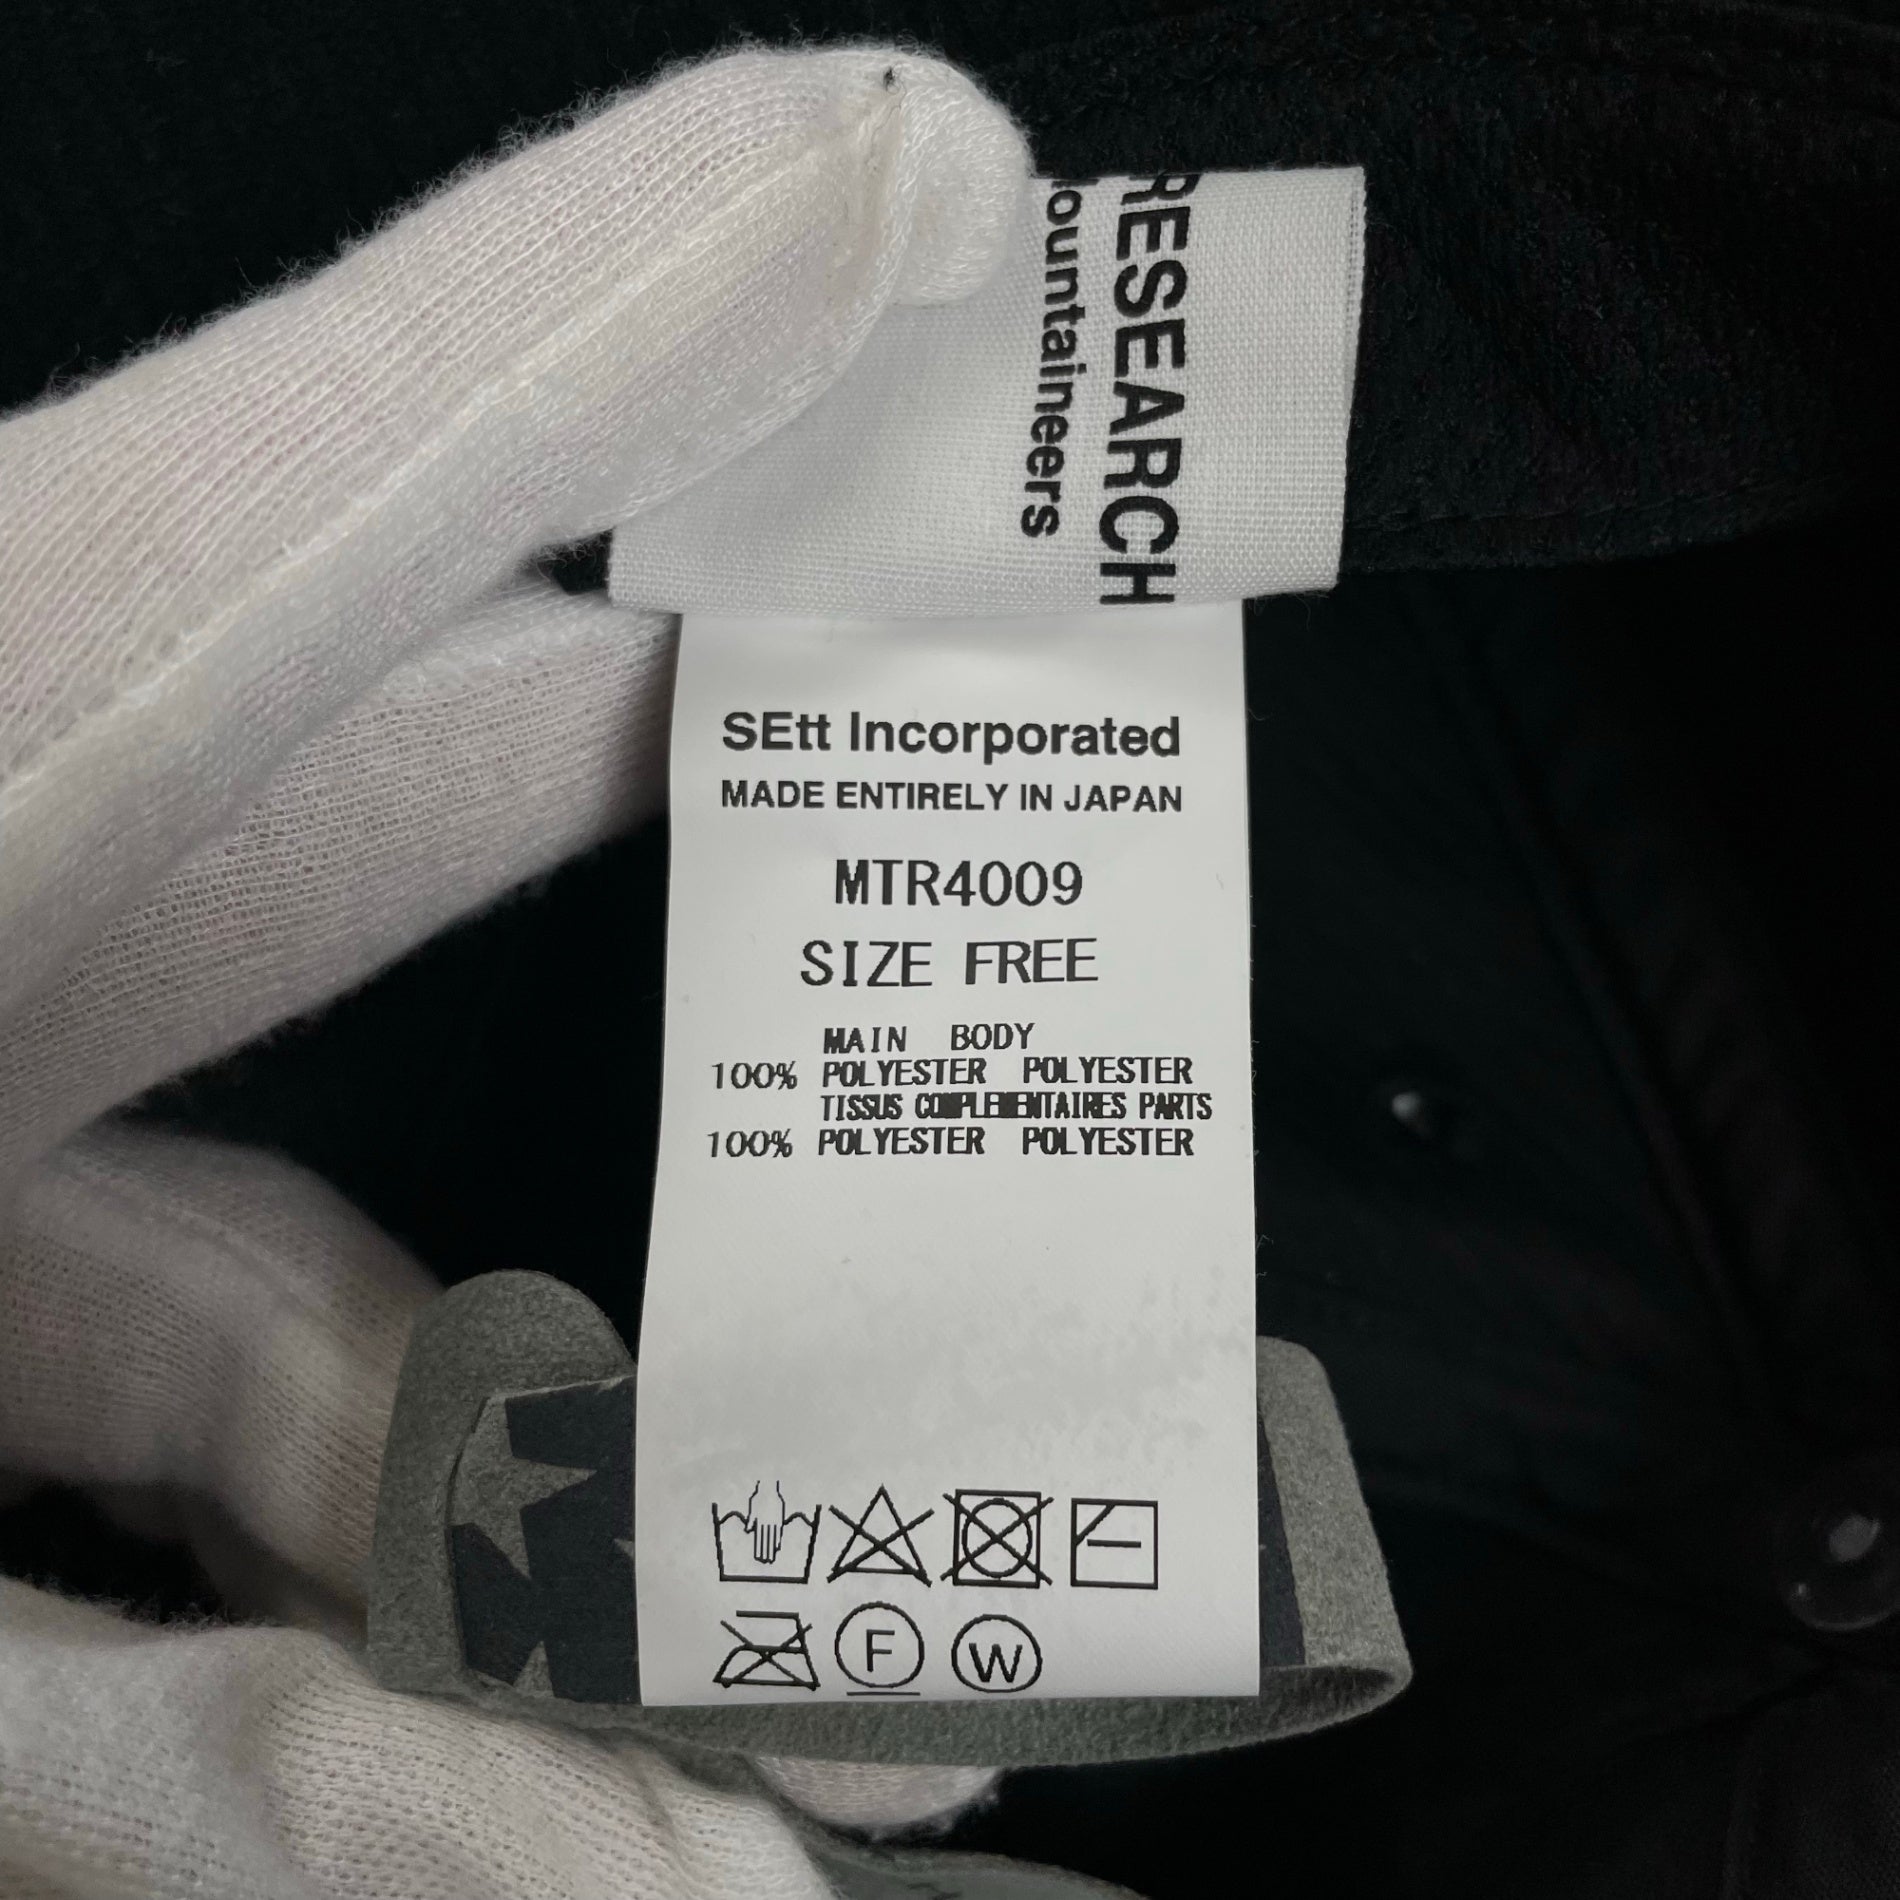 RESEARCH
ountaineers
SEtt Incorporated
MADE ENTIRELY IN JAPAN
MTR4009
SIZE FREE
MAIN BODY
100% POLYESTER POLYESTER
TISSUS COMPLEMENTAIRES PARTS
100% POLYESTER POLYESTER
F
W